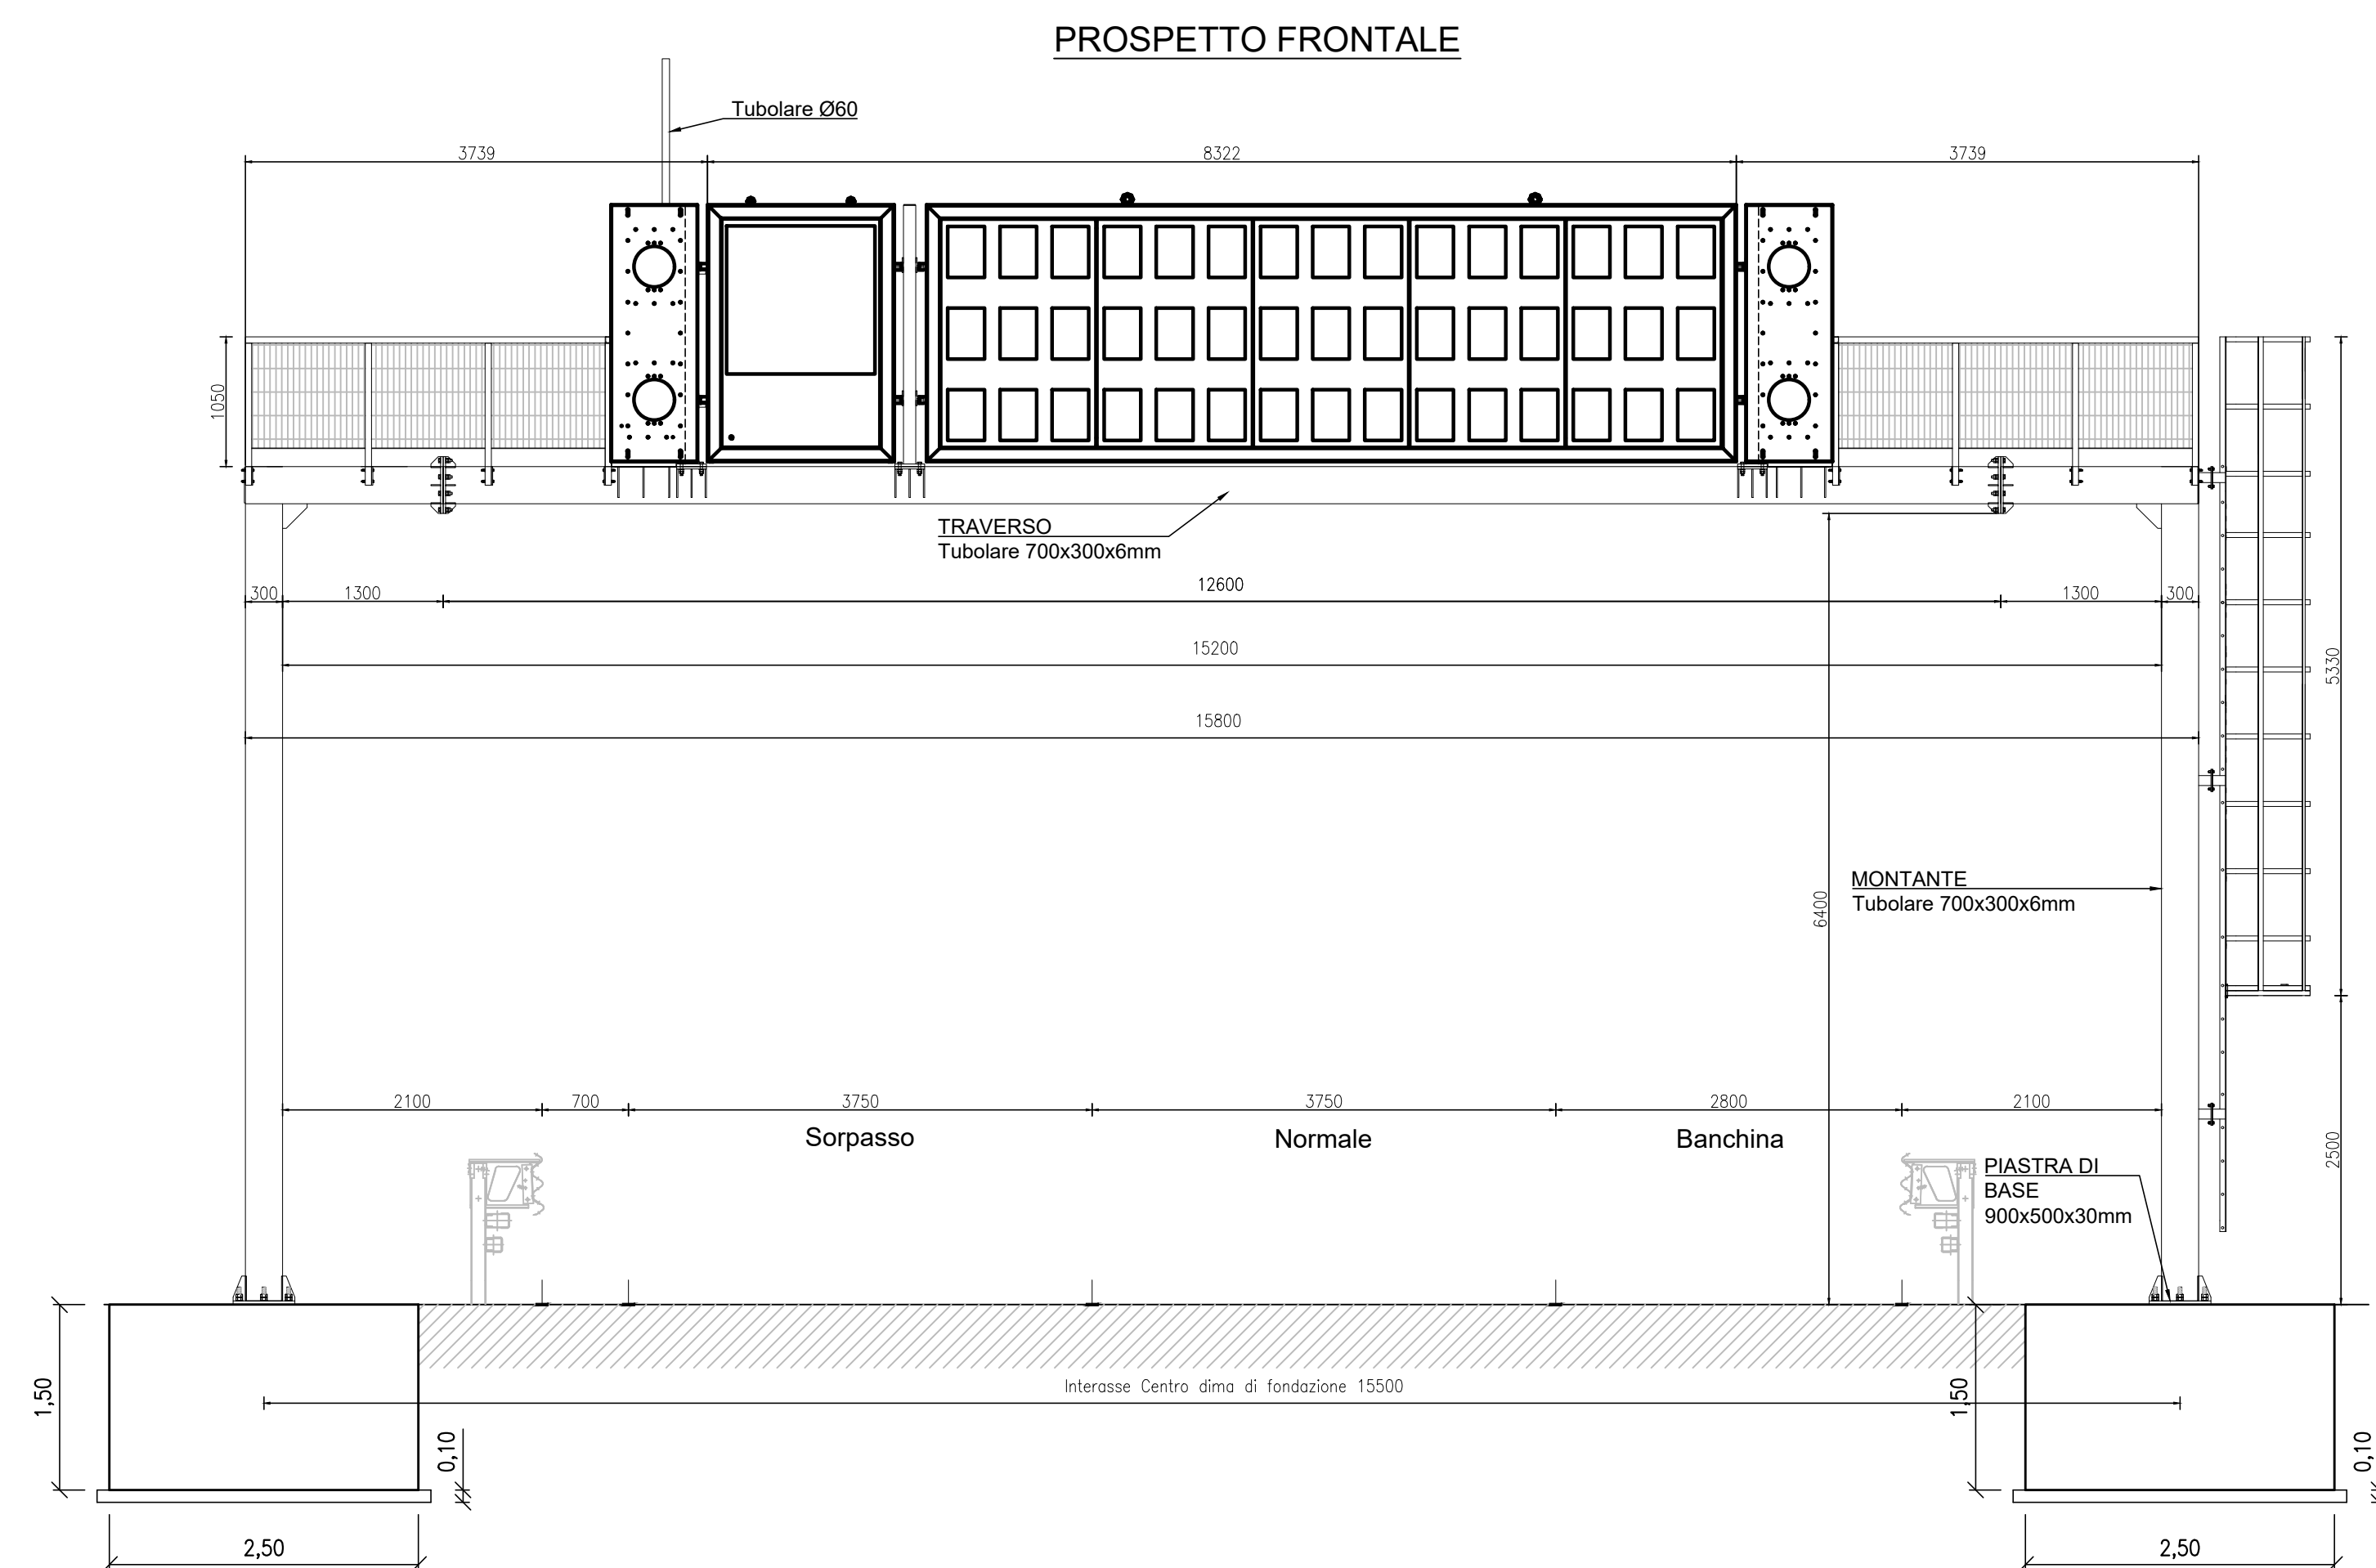 PROSPETTO FRONTALE
Tubolare Ø60
3739
8322
3739
1050
TRAVERSO
Tubolare 700x300x6mm
300
1300
12600
1300
300
15200
5330
15800
MONTANTE
Tubolare 700x300x6mm
6400
2100
700
3750
3750
2800
2100
Sorpasso
Normale
Banchina
2500
PIASTRA DI
BASE
900x500x30mm
Interasse Centro dima di fondazione 15500
1,50
1,50
0,10
0,10
2,50
2,50